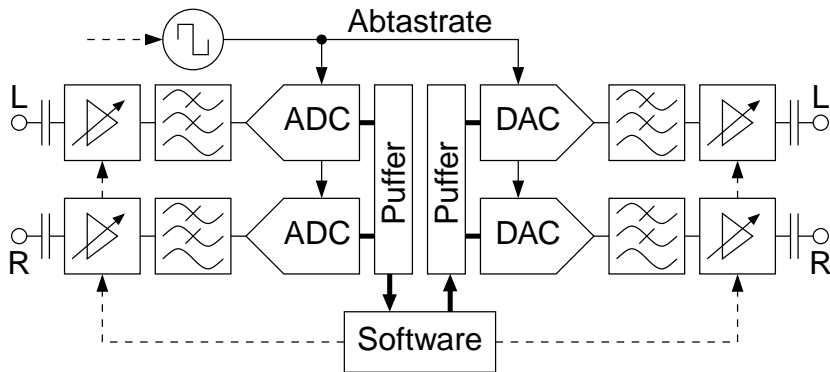 Abtastrate
L
ADC
Puffer
Puffer
DAC
L
R
ADC
DAC
R
Software